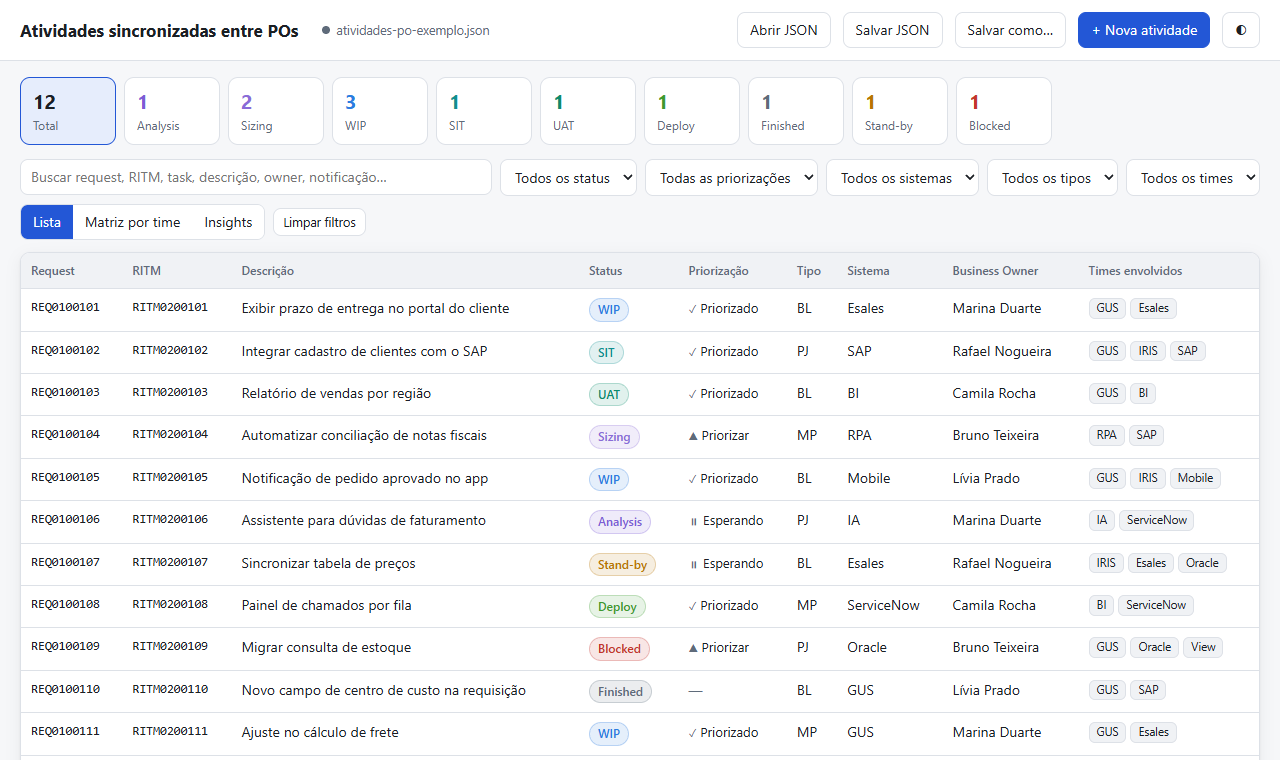 Atividades sincronizadas entre POs
atividades-po-exemplo.json
Abrir JSON
Salvar JSON
Salvar como...
+ Nova atividade
12
Total
1
Analysis
2
Sizing
3
WIP
1
SIT
1
UAT
1
Deploy
1
Finished
1
Stand-by
1
Blocked
Buscar request, RITM, task, descrição, owner, notificação...
Todos os status
Todas as priorizações
Todos os sistemas
Todos os tipos
Todos os times
Lista
Matriz por time
Insights
Limpar filtros
Request RITM Descrição Status Priorização Tipo Sistema Business Owner Times envolvidos
REQ0100101 RITM0200101 Exibir prazo de entrega no portal do cliente WIP ✓ Priorizado BL Esales Marina Duarte GUS Esales
REQ0100102 RITM0200102 Integrar cadastro de clientes com o SAP SIT ✓ Priorizado PJ SAP Rafael Nogueira GUS IRIS SAP
REQ0100103 RITM0200103 Relatório de vendas por região UAT ✓ Priorizado BL BI Camila Rocha GUS BI
REQ0100104 RITM0200104 Automatizar conciliação de notas fiscais Sizing ▲ Priorizar MP RPA Bruno Teixeira RPA SAP
REQ0100105 RITM0200105 Notificação de pedido aprovado no app WIP ✓ Priorizado BL Mobile Lívia Prado GUS IRIS Mobile
REQ0100106 RITM0200106 Assistente para dúvidas de faturamento Analysis ⏸ Esperando PJ IA Marina Duarte IA ServiceNow
REQ0100107 RITM0200107 Sincronizar tabela de preços Stand-by ⏸ Esperando BL Esales Rafael Nogueira IRIS Esales Oracle
REQ0100108 RITM0200108 Painel de chamados por fila Deploy ✓ Priorizado MP ServiceNow Camila Rocha BI ServiceNow
REQ0100109 RITM0200109 Migrar consulta de estoque Blocked ▲ Priorizar PJ Oracle Bruno Teixeira GUS Oracle View
REQ0100110 RITM0200110 Novo campo de centro de custo na requisição Finished — BL GUS Lívia Prado GUS SAP
REQ0100111 RITM0200111 Ajuste no cálculo de frete WIP ✓ Priorizado MP GUS Marina Duarte GUS Esales